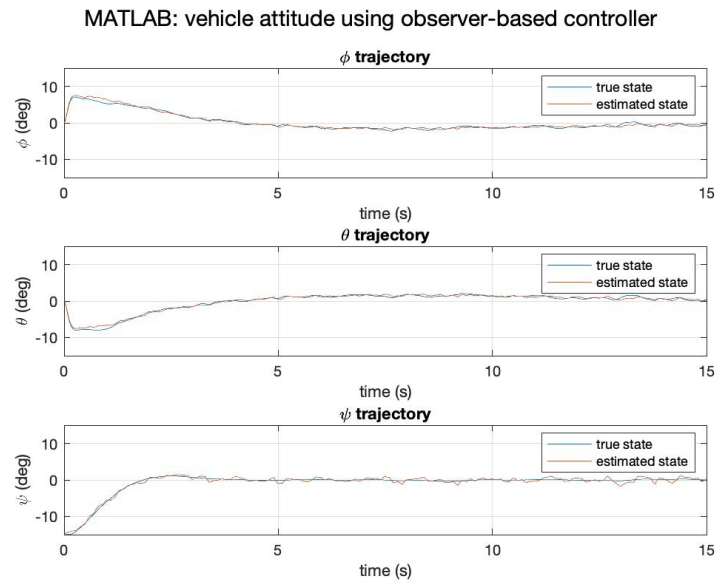 MATLAB: vehicle attitude using observer-based controller
ϕ trajectory
10
0
-10
ϕ (deg)
true state
estimated state
0 5 10 15
time (s)
θ trajectory
10
0
-10
θ (deg)
true state
estimated state
0 5 10 15
time (s)
ψ trajectory
10
0
-10
ψ (deg)
true state
estimated state
0 5 10 15
time (s)